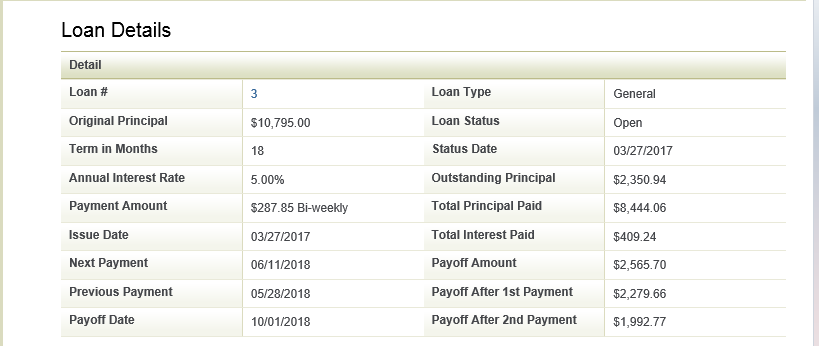 Loan Details
Detail
Loan # 3 Loan Type General
Original Principal $10,795.00 Loan Status Open
Term in Months 18 Status Date 03/27/2017
Annual Interest Rate 5.00% Outstanding Principal $2,350.94
Payment Amount $287.85 Bi-weekly Total Principal Paid $8,444.06
Issue Date 03/27/2017 Total Interest Paid $409.24
Next Payment 06/11/2018 Payoff Amount $2,565.70
Previous Payment 05/28/2018 Payoff After 1st Payment $2,279.66
Payoff Date 10/01/2018 Payoff After 2nd Payment $1,992.77